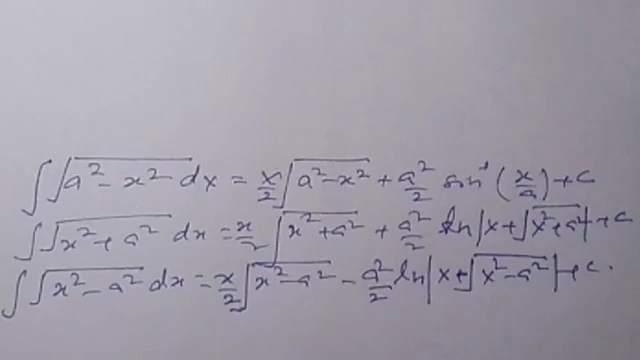 ∫√(a² - x²) dx = x/2 √(a² - x²) + a²/2 sin⁻¹(x/a) + c
∫√(x² + a²) dx = x/2 √(x² + a²) + a²/2 ln|x + √(x² + a²)| + c
∫√(x² - a²) dx = x/2 √(x² - a²) - a²/2 ln|x + √(x² - a²)| + c.